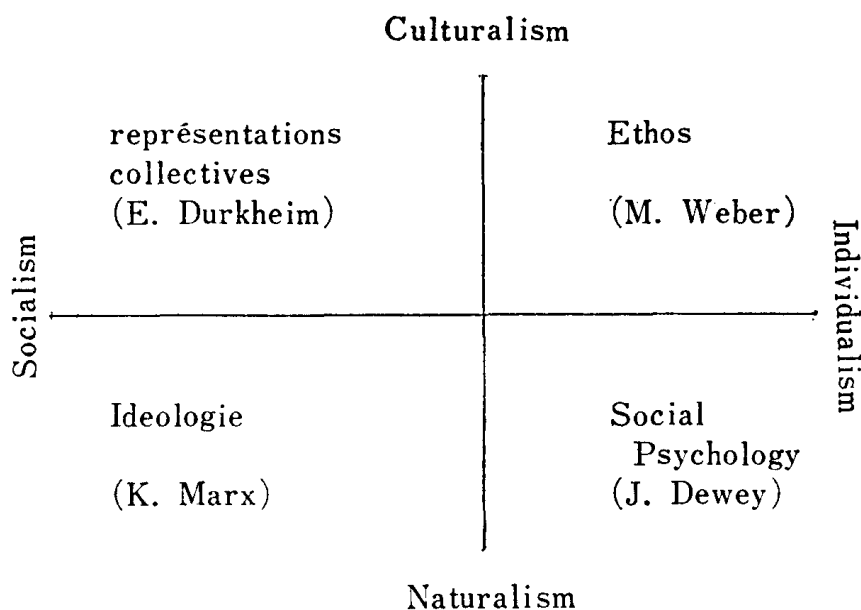 Culturalism
représentations
collectives
(E. Durkheim)
Ethos
(M. Weber)
Socialism
Individualism
Ideologie
(K. Marx)
Social
Psychology
(J. Dewey)
Naturalism